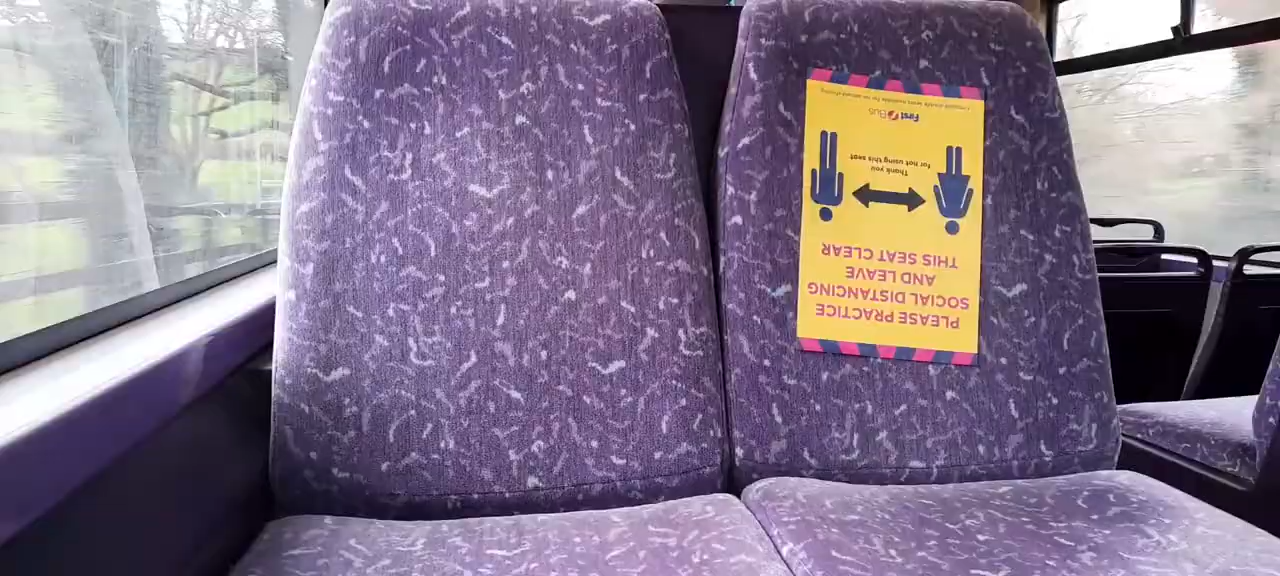 PLEASE PRACTICE
SOCIAL DISTANCING
AND LEAVE
THIS SEAT CLEAR
Thank you
for not using this seat
First Bus